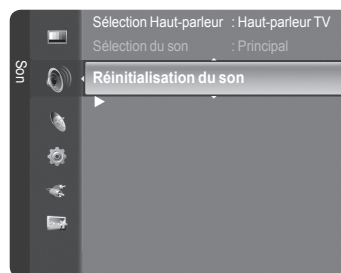 Son
Sélection Haut-parleur : Haut-parleur TV
Sélection du son : Principal
Réinitialisation du son